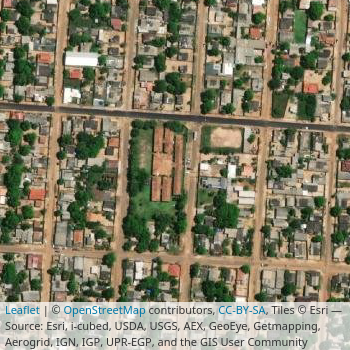 Leaflet | © OpenStreetMap contributors, CC-BY-SA, Tiles © Esri —
Source: Esri, i-cubed, USDA, USGS, AEX, GeoEye, Getmapping,
Aerogrid, IGN, IGP, UPR-EGP, and the GIS User Community